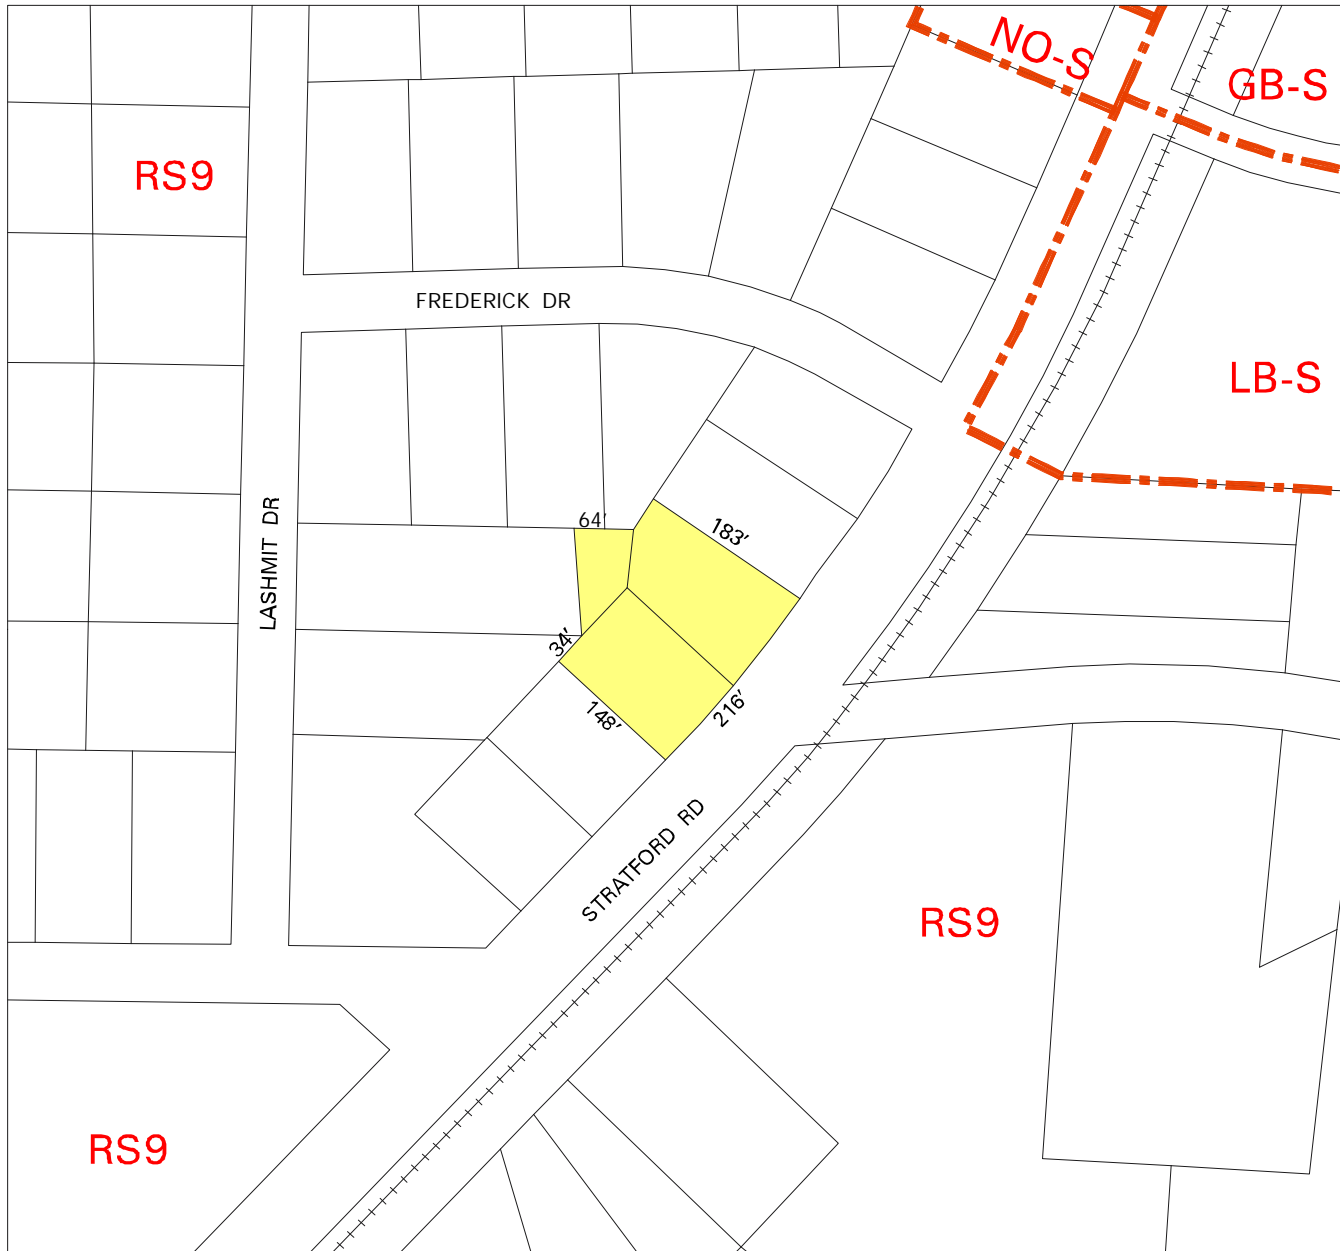 NO-S
GB-S
RS9
FREDERICK DR
LB-S
LASHMIT DR
64'
183'
34'
148'
216'
STRATFORD RD
RS9
RS9